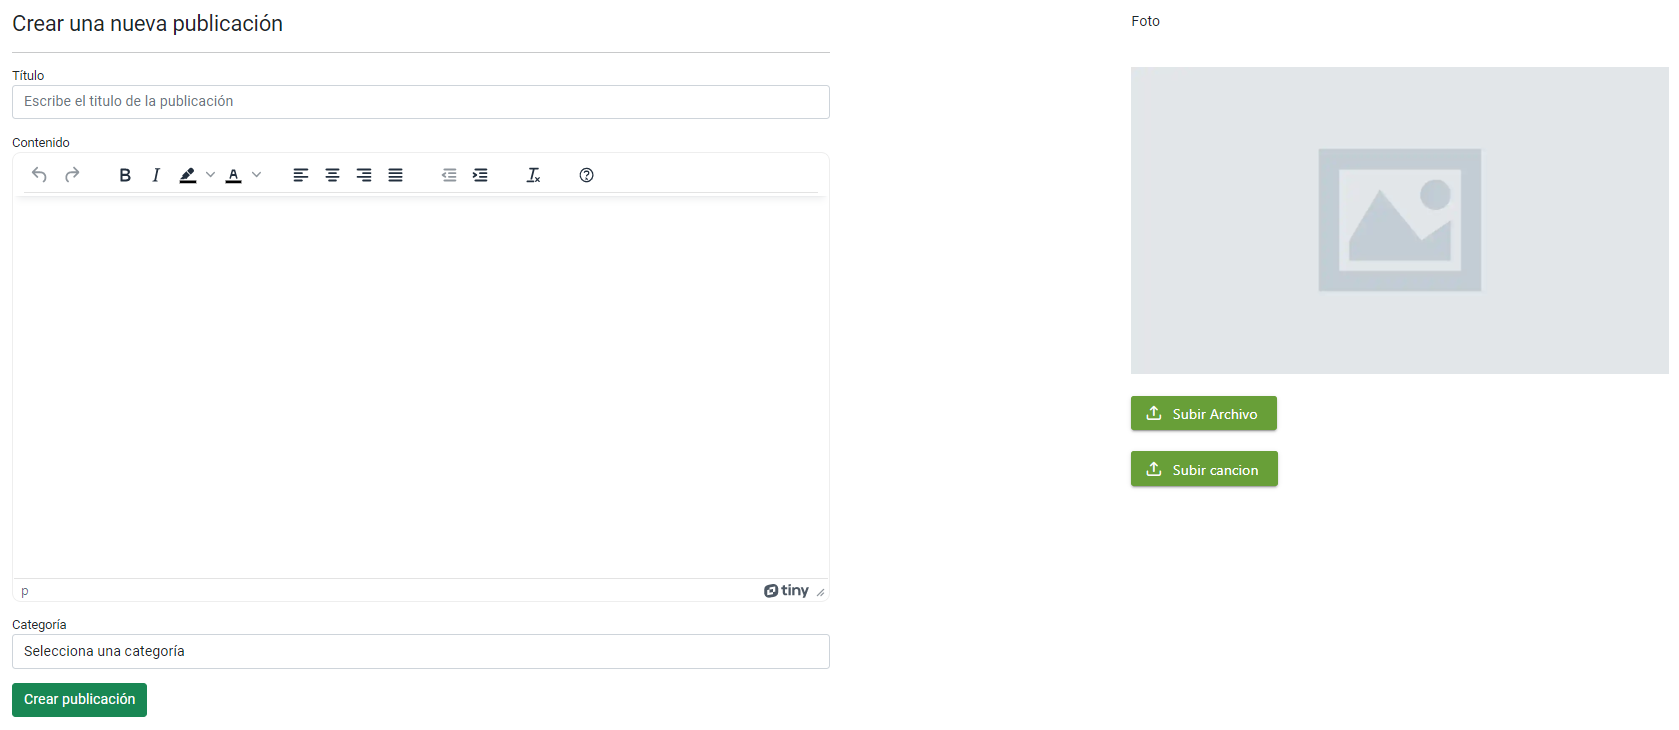 Crear una nueva publicación
Título
Escribe el titulo de la publicación
Contenido
B I A
p
tiny
Categoría
Selecciona una categoría
Crear publicación
Foto
Subir Archivo
Subir cancion